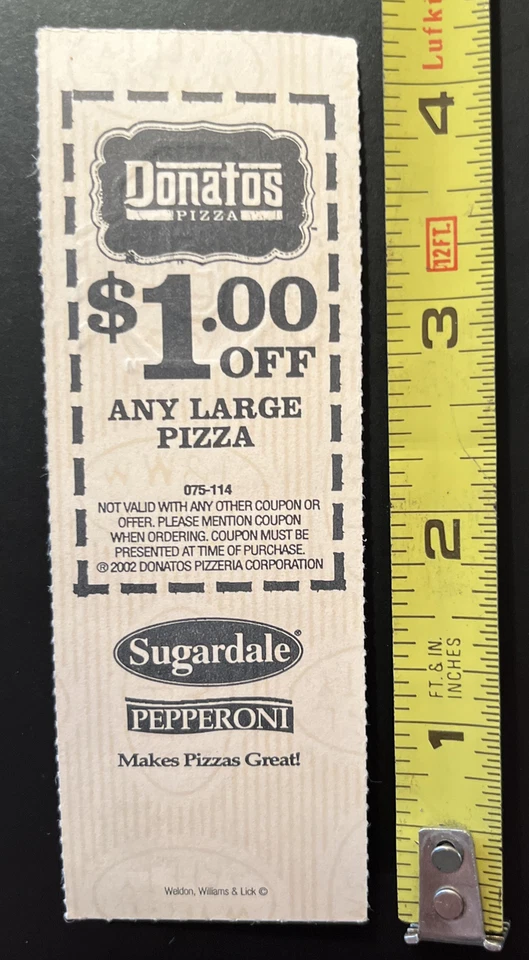 Donatos
PIZZA
$1.00
OFF
ANY LARGE
PIZZA
075-114
NOT VALID WITH ANY OTHER COUPON OR
OFFER. PLEASE MENTION COUPON
WHEN ORDERING. COUPON MUST BE
PRESENTED AT TIME OF PURCHASE.
© 2002 DONATOS PIZZERIA CORPORATION
Sugardale®
PEPPERONI
Makes Pizzas Great!
Weldon, Williams & Lick ©
Lufki
4
12FT.
3
2
FT. & IN.
INCHES
1